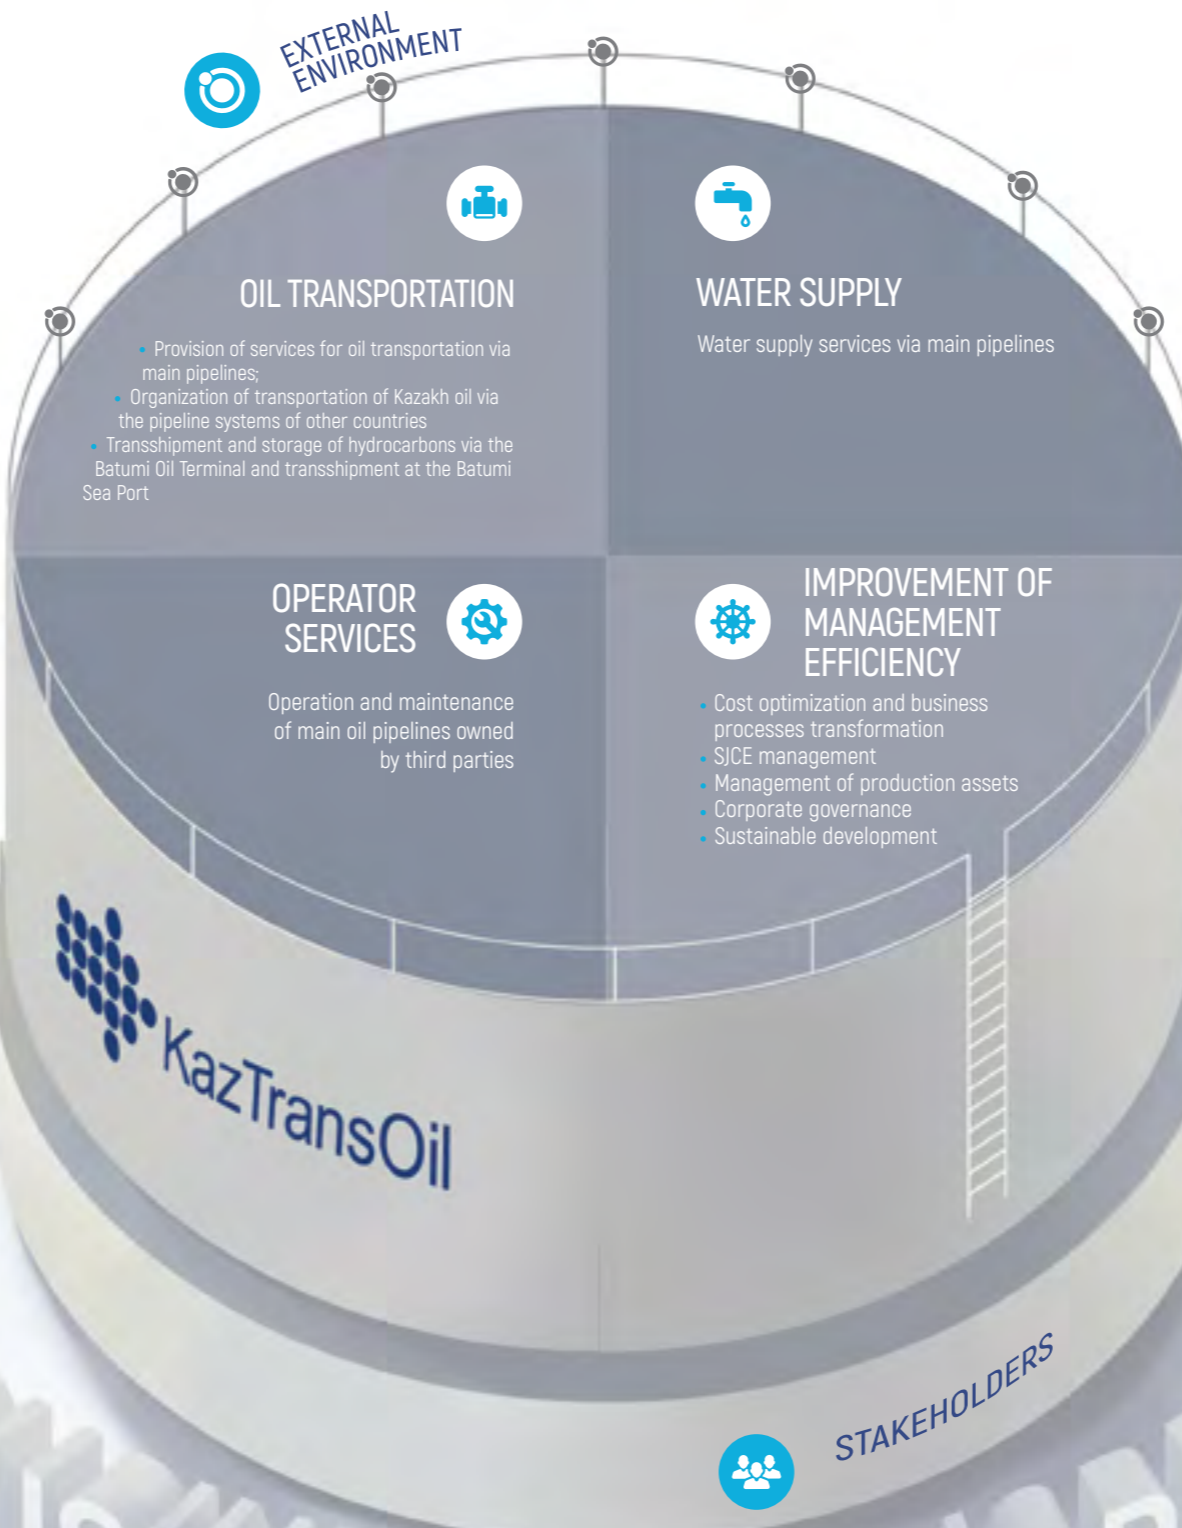 EXTERNAL
ENVIRONMENT
OIL TRANSPORTATION
• Provision of services for oil transportation via
main pipelines;
• Organization of transportation of Kazakh oil via
the pipeline systems of other countries
• Transshipment and storage of hydrocarbons via the
Batumi Oil Terminal and transshipment at the Batumi
Sea Port
WATER SUPPLY
Water supply services via main pipelines
OPERATOR
SERVICES
Operation and maintenance
of main oil pipelines owned
by third parties
IMPROVEMENT OF
MANAGEMENT
EFFICIENCY
• Cost optimization and business
processes transformation
• SJCE management
• Management of production assets
• Corporate governance
• Sustainable development
KazTransOil
STAKEHOLDERS